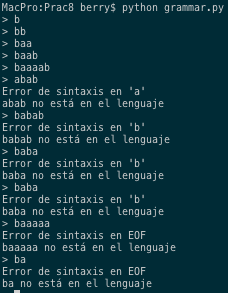 MacPro:Prac8 berry$ python grammar.py
> b
> bb
> baa
> baab
> baaaab
> abab
Error de sintaxis en 'a'
abab no está en el lenguaje
> babab
Error de sintaxis en 'b'
babab no está en el lenguaje
> baba
Error de sintaxis en 'b'
baba no está en el lenguaje
> baba
Error de sintaxis en 'b'
baba no está en el lenguaje
> baaaaa
Error de sintaxis en EOF
baaaaa no está en el lenguaje
> ba
Error de sintaxis en EOF
ba no está en el lenguaje